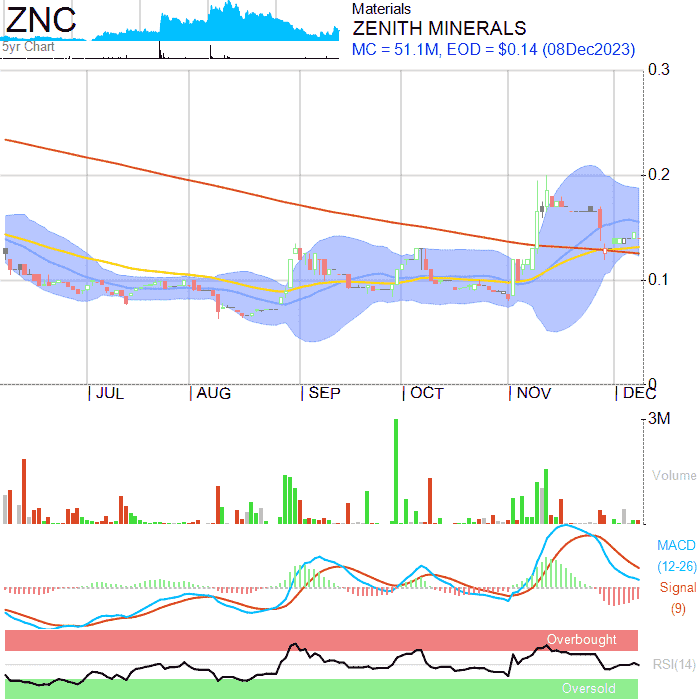 ZNC
5yr Chart
Materials
ZENITH MINERALS
MC = 51.1M, EOD = $0.14 (08Dec2023)
0.3
0.2
0.1
0
JUL AUG SEP OCT NOV DEC
3M
Volume
MACD
(12-26)
Signal
(9)
Overbought
RSI(14)
Oversold